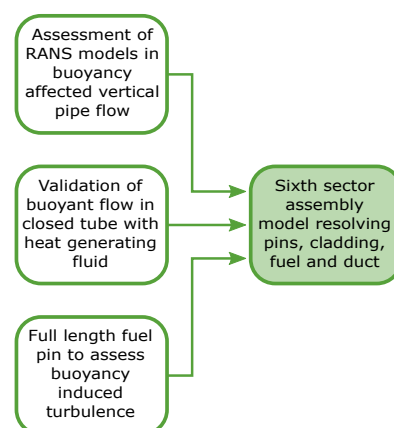 Assessment of
RANS models in
buoyancy
affected vertical
pipe flow
Validation of
buoyant flow in
closed tube with
heat generating
fluid
Sixth sector
assembly
model resolving
pins, cladding,
fuel and duct
Full length fuel
pin to assess
buoyancy
induced
turbulence